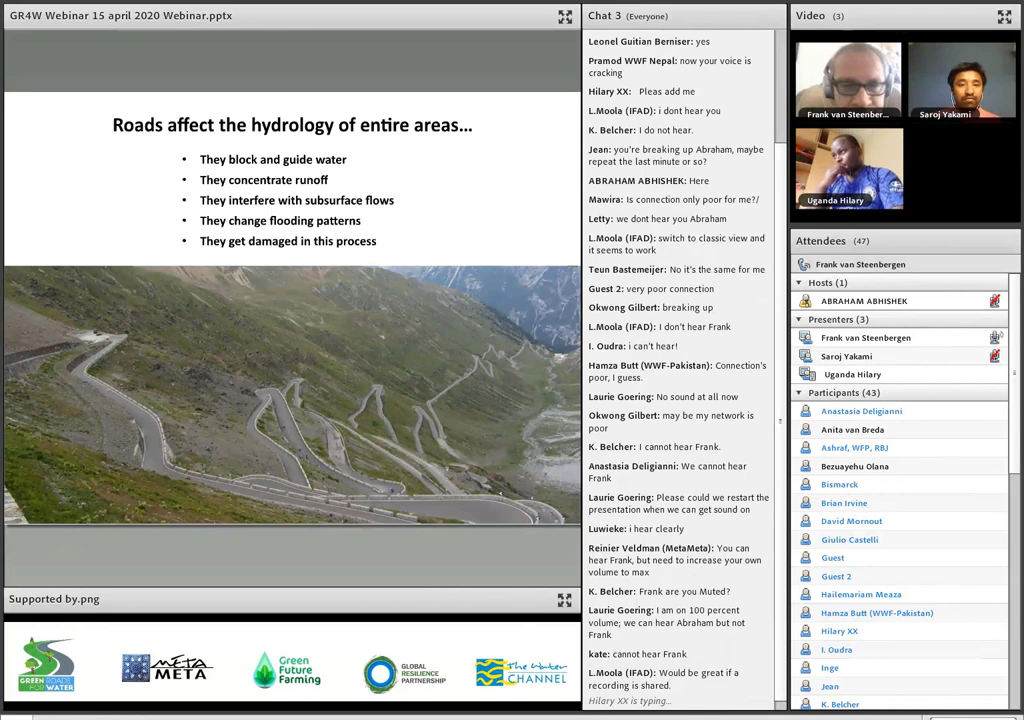 GR4W Webinar 15 april 2020 Webinar.pptx
Roads affect the hydrology of entire areas...
• They block and guide water
• They concentrate runoff
• They interfere with subsurface flows
• They change flooding patterns
• They get damaged in this process
Supported by.png
GREEN ROADS
FOR WATER
META
META
Green
Future
Farming
GLOBAL
RESILIENCE
PARTNERSHIP
The Water
CHANNEL
Chat 3 (Everyone)
Leonel Guitian Berniser: yes
Pramod WWF Nepal: now your voice is
cracking
Hilary XX: Pleas add me
L.Moola (IFAD): i dont hear you
K. Belcher: I do not hear.
Jean: you're breaking up Abraham, maybe
repeat the last minute or so?
ABRAHAM ABHISHEK: Here
Mawira: Is connection only poor for me?/
Letty: we dont hear you Abraham
L.Moola (IFAD): switch to classic view and
it seems to work
Teun Bastemeijer: No it's the same for me
Guest 2: very poor connection
Okwong Gilbert: breaking up
L.Moola (IFAD): I don't hear Frank
I. Oudra: i can't hear!
Hamza Butt (WWF-Pakistan): Connection's
poor, I guess.
Laurie Goering: No sound at all now
Okwong Gilbert: may be my network is
poor
K. Belcher: I cannot hear Frank.
Anastasia Deligianni: We cannot hear
Frank
Laurie Goering: Please could we restart the
presentation when we can get sound on
Luwieke: i hear clearly
Reinier Veldman (MetaMeta): You can
hear Frank, but need to increase your own
volume to max
K. Belcher: Frank are you Muted?
Laurie Goering: I am on 100 percent
volume; we can hear Abraham but not
Frank
kate: cannot hear Frank
L.Moola (IFAD): Would be great if a
recording is shared.
Hilary XX is typing...
Video (3)
Frank van Steenber...
Saroj Yakami
Uganda Hilary
Attendees (47)
Frank van Steenbergen
Hosts (1)
ABRAHAM ABHISHEK
Presenters (3)
Frank van Steenbergen
Saroj Yakami
Uganda Hilary
Participants (43)
Anastasia Deligianni
Anita van Breda
Ashraf, WFP, RBJ
Bezuayehu Olana
Bismarck
Brian Irvine
David Mornout
Giulio Castelli
Guest
Guest 2
Hailemariam Meaza
Hamza Butt (WWF-Pakistan)
Hilary XX
I. Oudra
Inge
Jean
K. Belcher